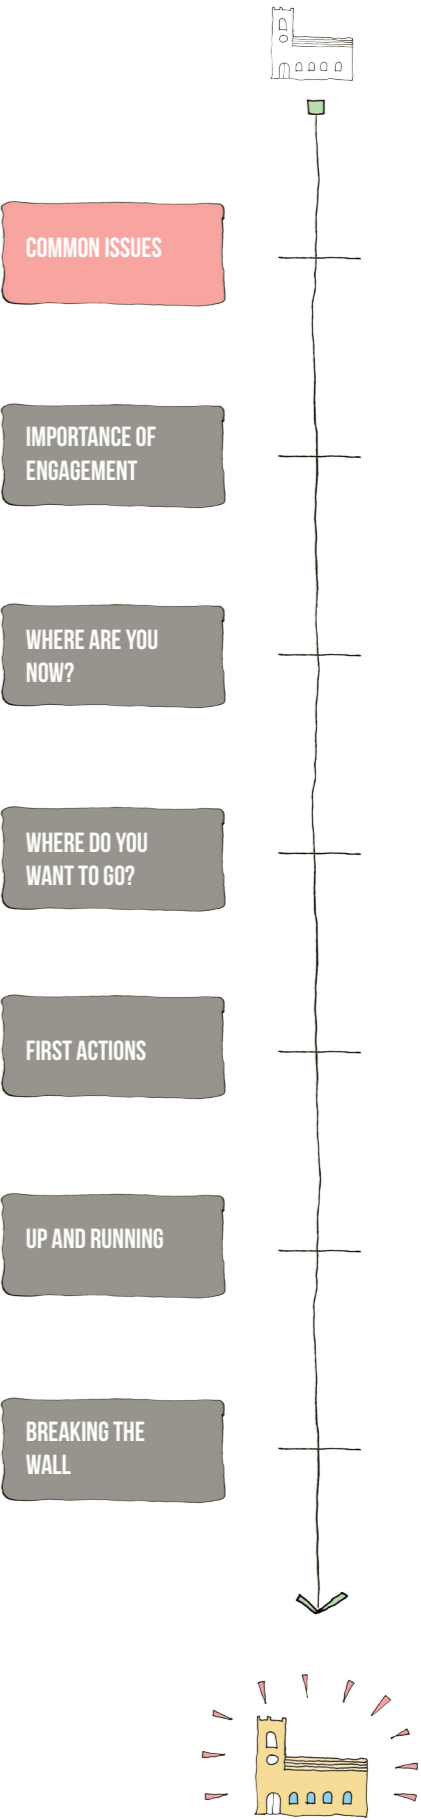 COMMON ISSUES
IMPORTANCE OF
ENGAGEMENT
WHERE ARE YOU
NOW?
WHERE DO YOU
WANT TO GO?
FIRST ACTIONS
UP AND RUNNING
BREAKING THE
WALL